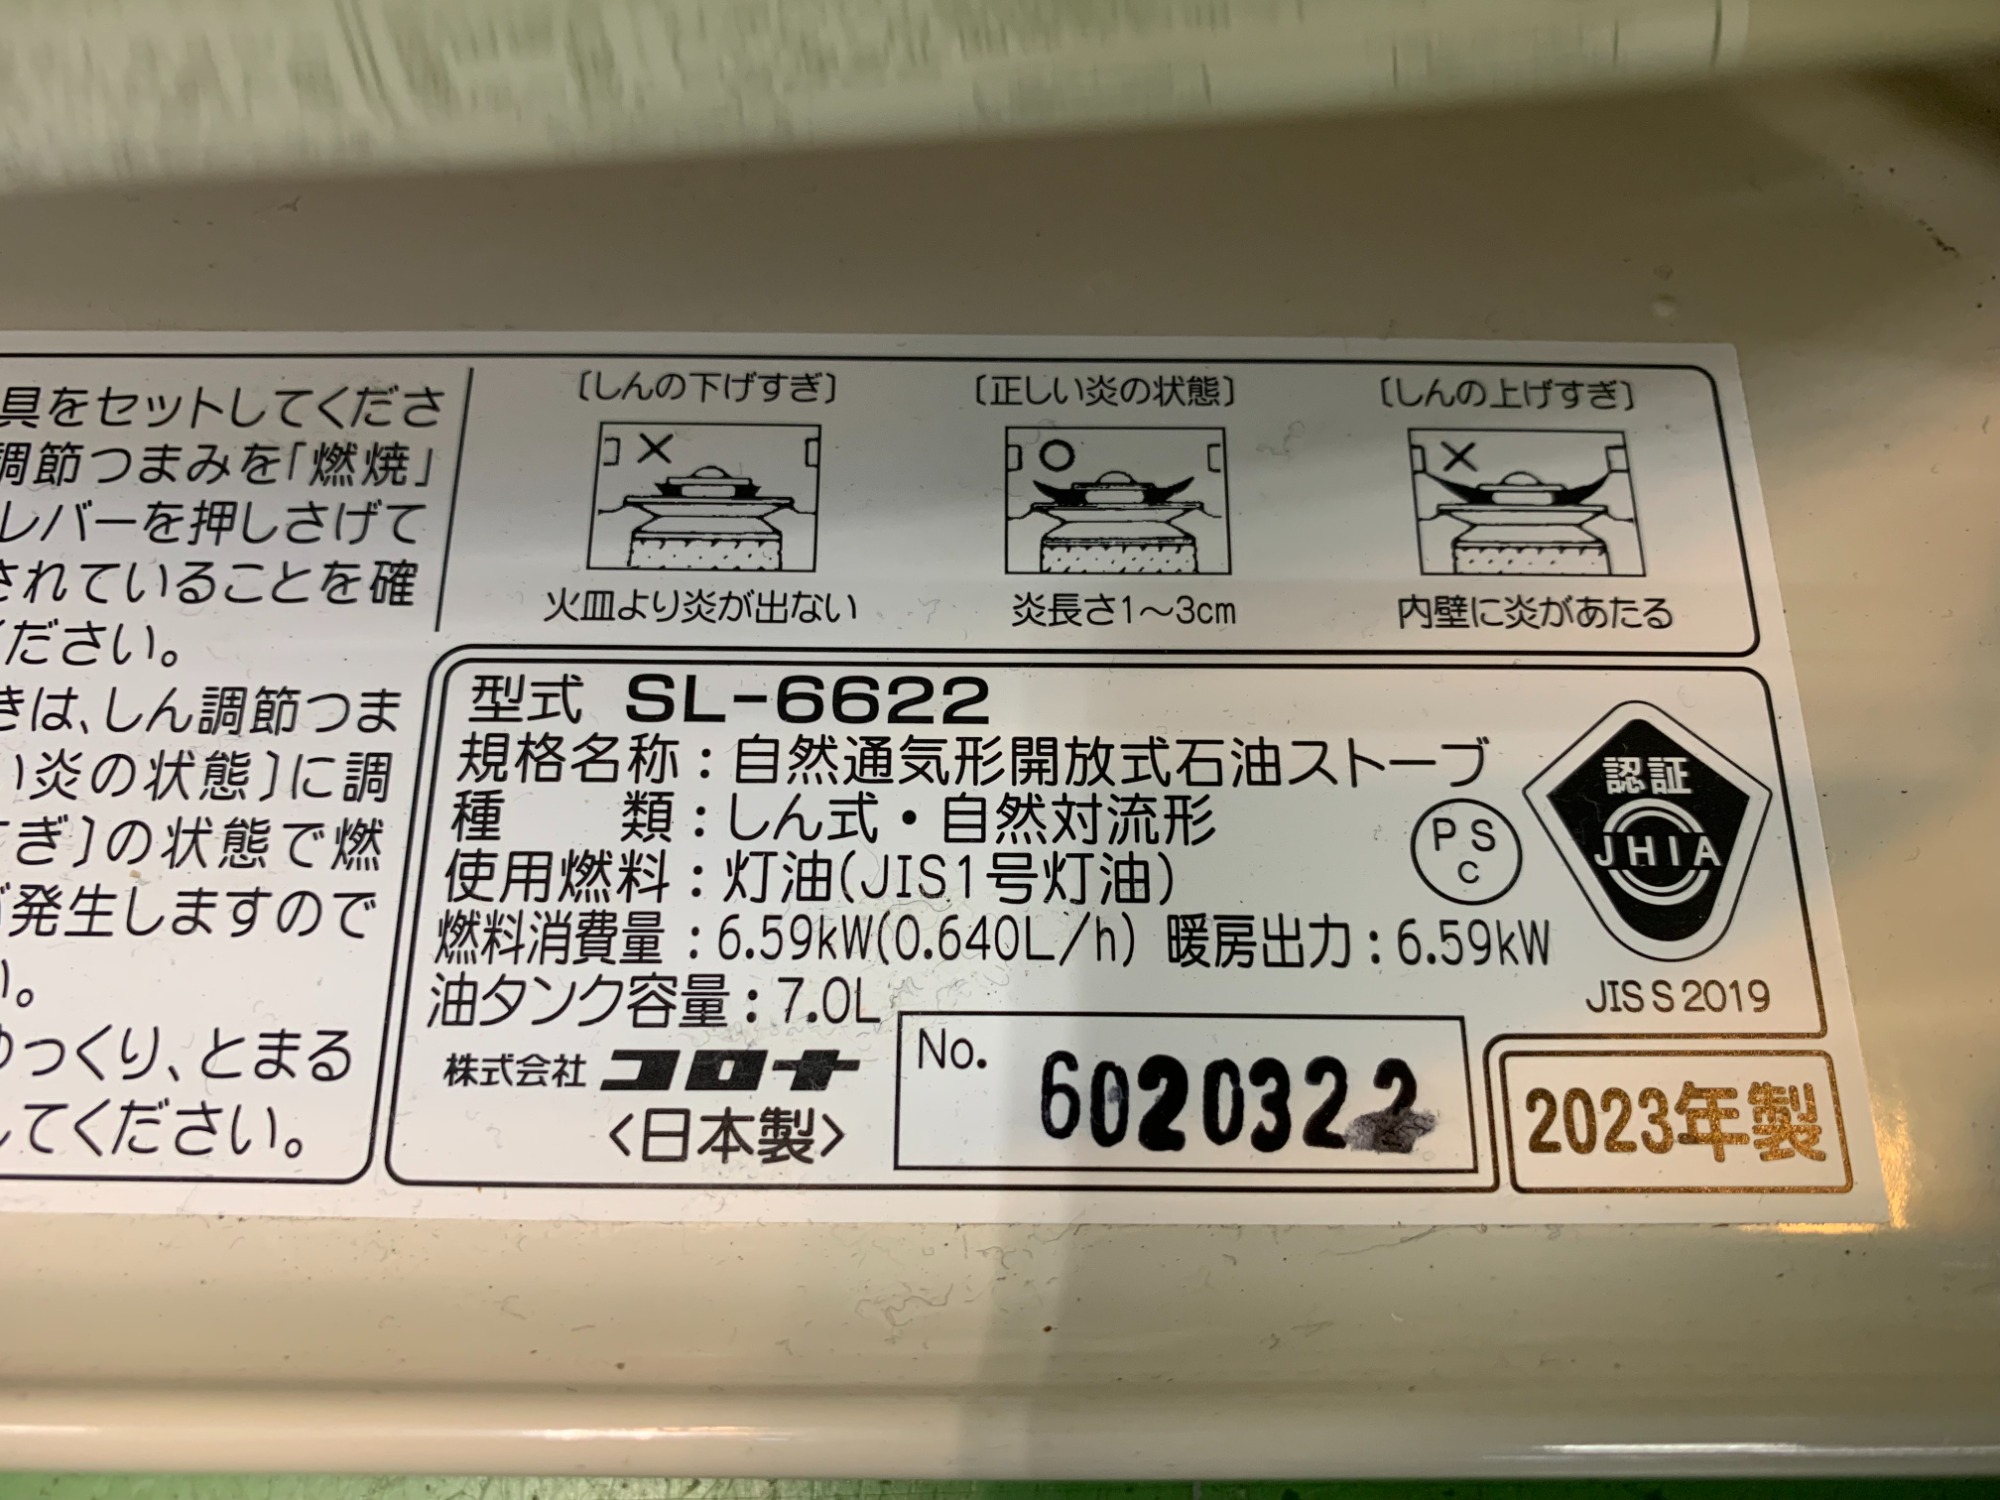 具をセットしてくださ
調節つまみを「燃焼」
レバーを押しさげて
されていることを確
ください。
きは、しん調節つま
い炎の状態〕に調
すぎ〕の状態で燃
が発生しますので
い。
ゆっくり、とまる
してください。
〔しんの下げすぎ〕
火皿より炎が出ない
〔正しい炎の状態〕
炎長さ1〜3cm
〔しんの上げすぎ〕
内壁に炎があたる
型式 SL-6622
規格名称：自然通気形開放式石油ストーブ
種　　類：しん式・自然対流形
使用燃料：灯油(JIS1号灯油)
燃料消費量：6.59kW(0.640L/h) 暖房出力：6.59kW
油タンク容量：7.0L
PS
C
認証
JHIA
JIS S 2019
株式会社 コロナ
〈日本製〉
No. 6020322
2023年製